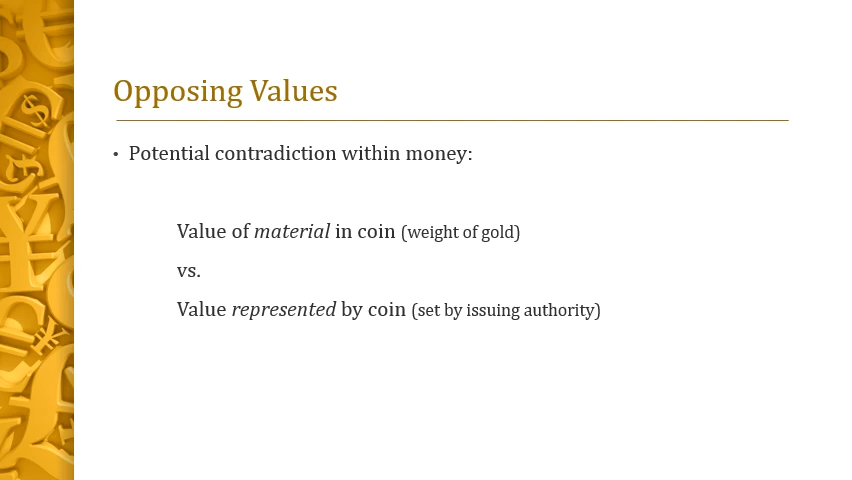 Opposing Values
• Potential contradiction within money:
Value of material in coin (weight of gold)
vs.
Value represented by coin (set by issuing authority)